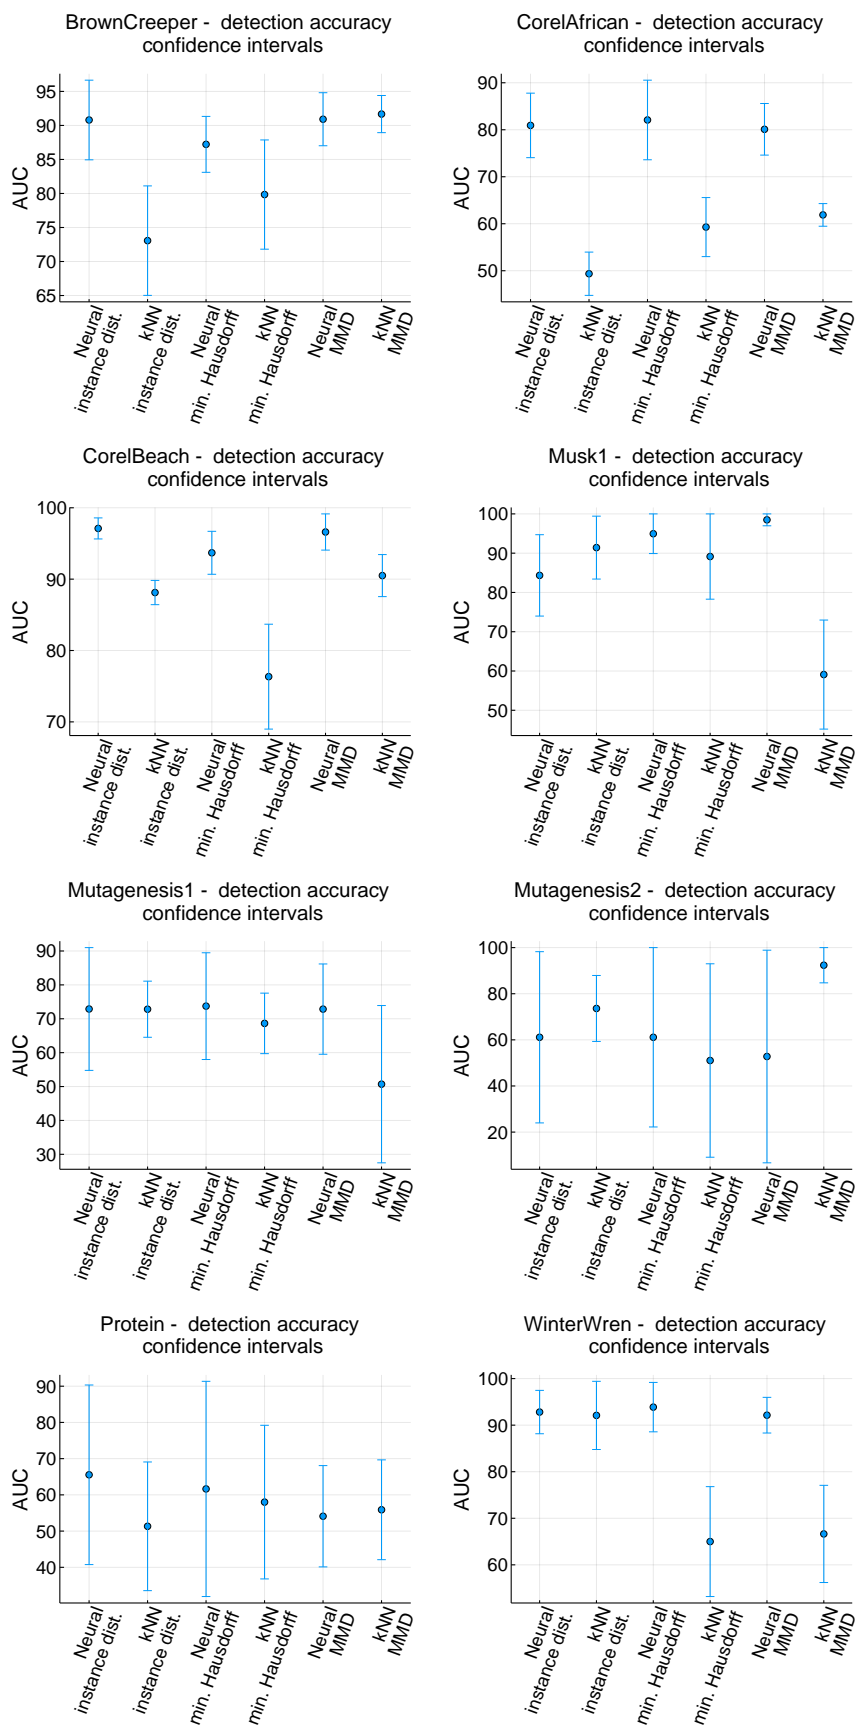 BrownCreeper - detection accuracy
confidence intervals
AUC
95
90
85
80
75
70
65
Neural
instance dist.
kNN
instance dist.
Neural
min. Hausdorff
kNN
min. Hausdorff
Neural
MMD
kNN
MMD
CorelAfrican - detection accuracy
confidence intervals
90
80
70
60
50
Neural
instance dist.
kNN
instance dist.
Neural
min. Hausdorff
kNN
min. Hausdorff
Neural
MMD
kNN
MMD
CorelBeach - detection accuracy
confidence intervals
AUC
100
90
80
70
Neural
instance dist.
kNN
instance dist.
Neural
min. Hausdorff
kNN
min. Hausdorff
Neural
MMD
kNN
MMD
Musk1 - detection accuracy
confidence intervals
AUC
100
90
80
70
60
50
Neural
instance dist.
kNN
instance dist.
Neural
min. Hausdorff
kNN
min. Hausdorff
Neural
MMD
kNN
MMD
Mutagenesis1 - detection accuracy
confidence intervals
AUC
90
80
70
60
50
40
30
Neural
instance dist.
kNN
instance dist.
Neural
min. Hausdorff
kNN
min. Hausdorff
Neural
MMD
kNN
MMD
Mutagenesis2 - detection accuracy
confidence intervals
AUC
100
80
60
40
20
Neural
instance dist.
kNN
instance dist.
Neural
min. Hausdorff
kNN
min. Hausdorff
Neural
MMD
kNN
MMD
Protein - detection accuracy
confidence intervals
AUC
90
80
70
60
50
40
Neural
instance dist.
kNN
instance dist.
Neural
min. Hausdorff
kNN
min. Hausdorff
Neural
MMD
kNN
MMD
WinterWren - detection accuracy
confidence intervals
AUC
100
90
80
70
60
Neural
instance dist.
kNN
instance dist.
Neural
min. Hausdorff
kNN
min. Hausdorff
Neural
MMD
kNN
MMD